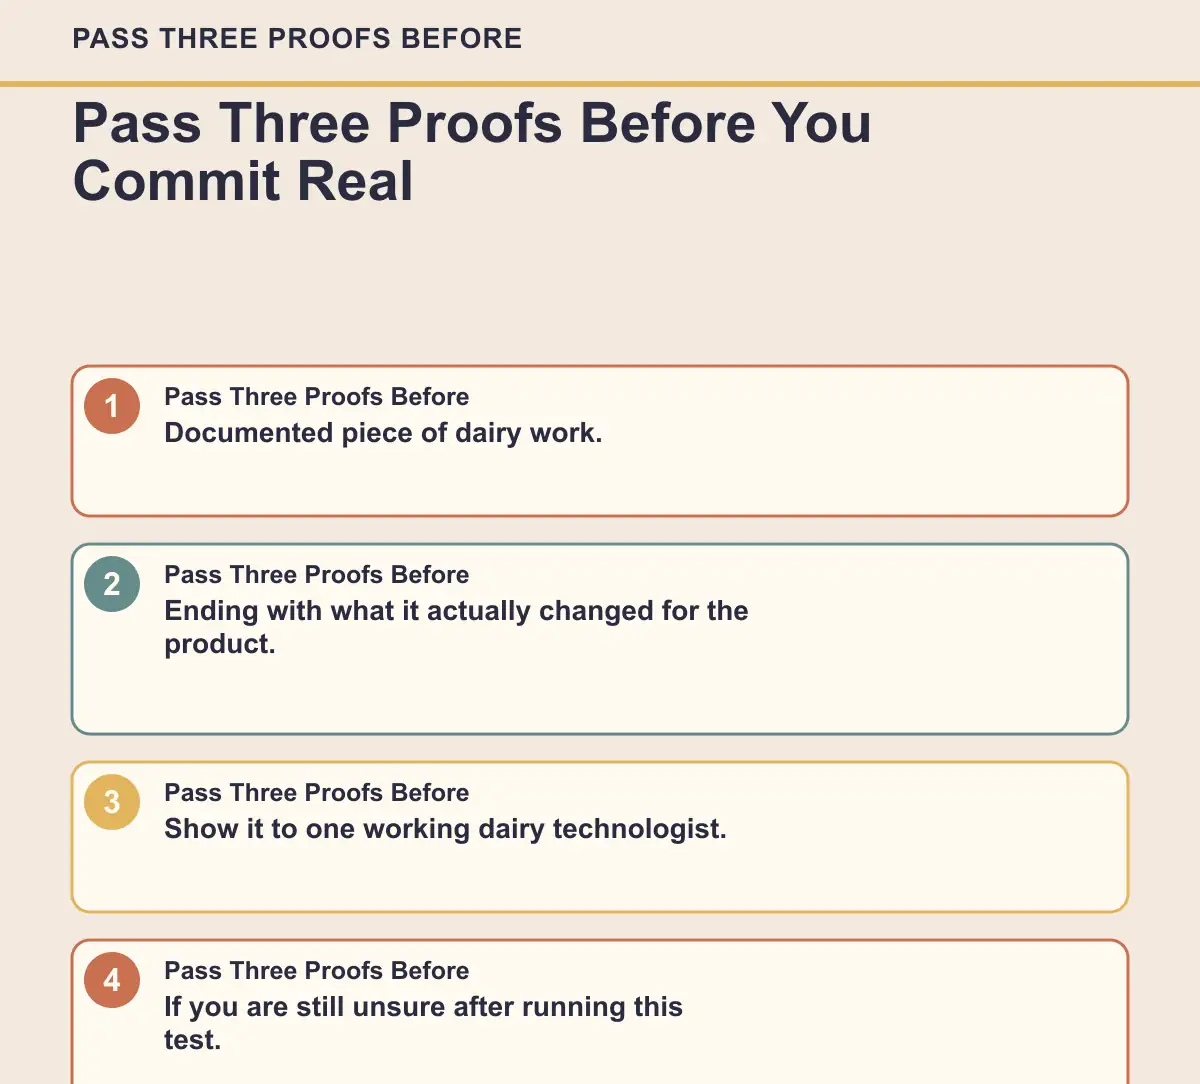 PASS THREE PROOFS BEFORE
Pass Three Proofs Before You
Commit Real
1
Pass Three Proofs Before
Documented piece of dairy work.
2
Pass Three Proofs Before
Ending with what it actually changed for the
product.
3
Pass Three Proofs Before
Show it to one working dairy technologist.
4
Pass Three Proofs Before
If you are still unsure after running this
test.